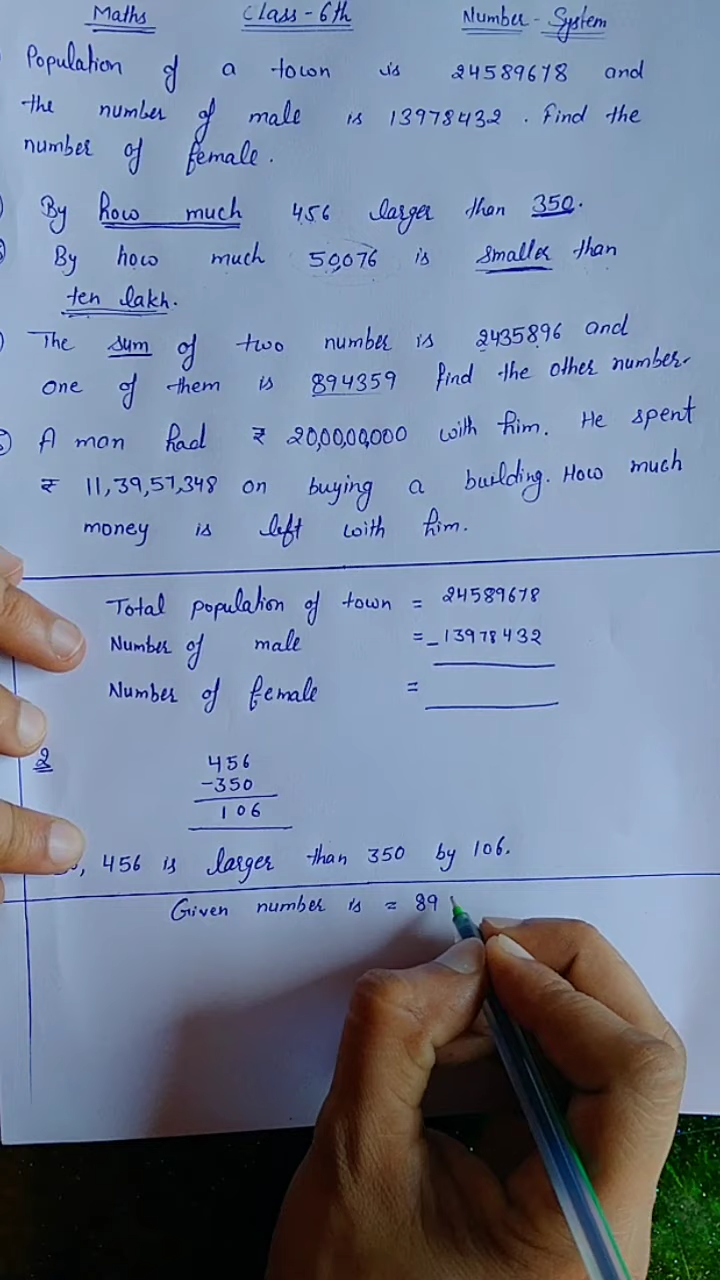 Maths Class-6th Number-System
Population of a town is 24589678 and
the number of male is 13978432. Find the
number of female.
By how much 456 larger than 350.
By how much 50,076 is smaller than
ten lakh.
The sum of two number is 2435896 and
one of them is 894359 find the other number.
A man had ₹ 20,00,00,000 with him. He spent
₹ 11,39,57,348 on buying a building. How much
money is left with him.
Total population of town = 24589678
Number of male = -13978432
Number of female =
2
456
-350
106
, 456 is larger than 350 by 106.
Given number is = 89